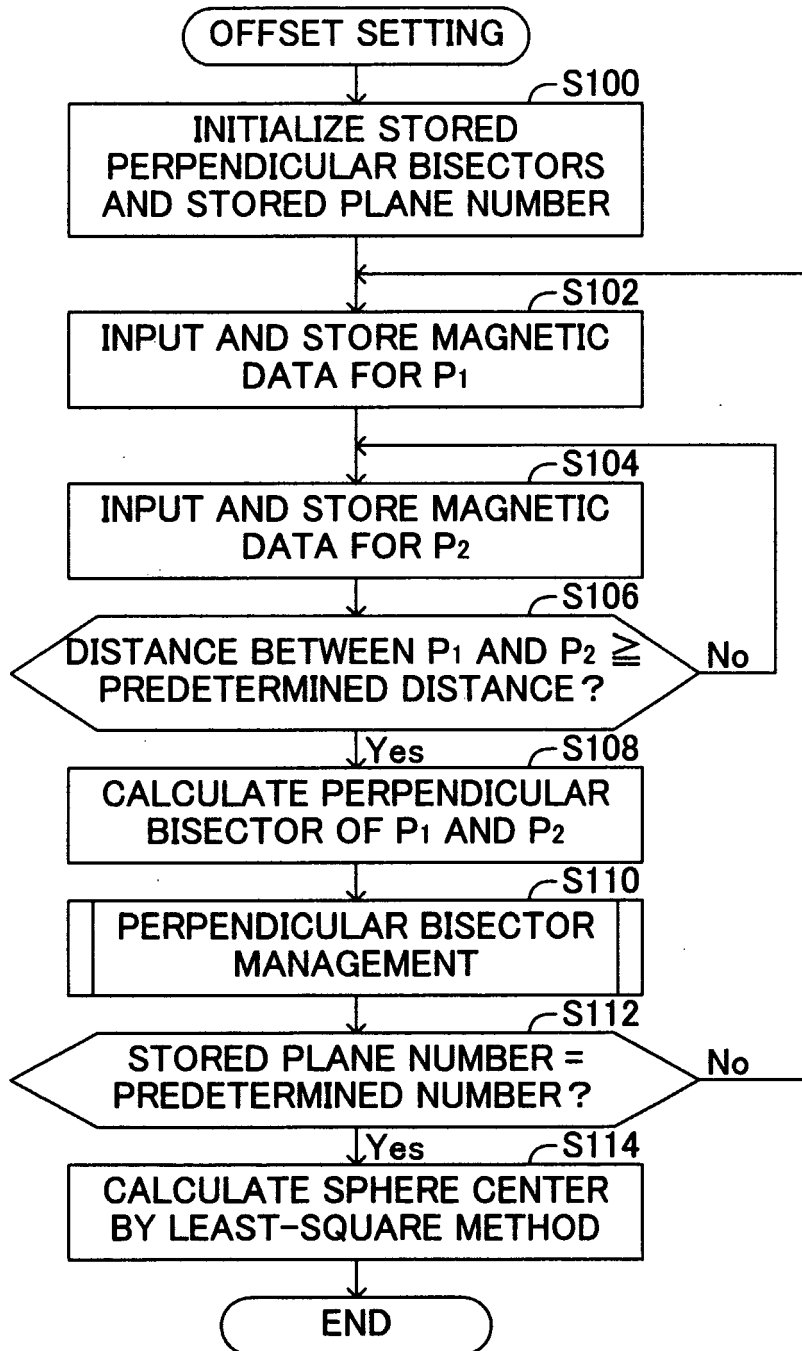 OFFSET SETTING
S100
INITIALIZE STORED
PERPENDICULAR BISECTORS
AND STORED PLANE NUMBER
S102
INPUT AND STORE MAGNETIC
DATA FOR P1
S104
INPUT AND STORE MAGNETIC
DATA FOR P2
S106
DISTANCE BETWEEN P1 AND P2 ≧
PREDETERMINED DISTANCE?
No
Yes
S108
CALCULATE PERPENDICULAR
BISECTOR OF P1 AND P2
S110
PERPENDICULAR BISECTOR
MANAGEMENT
S112
STORED PLANE NUMBER =
PREDETERMINED NUMBER?
No
Yes
S114
CALCULATE SPHERE CENTER
BY LEAST-SQUARE METHOD
END